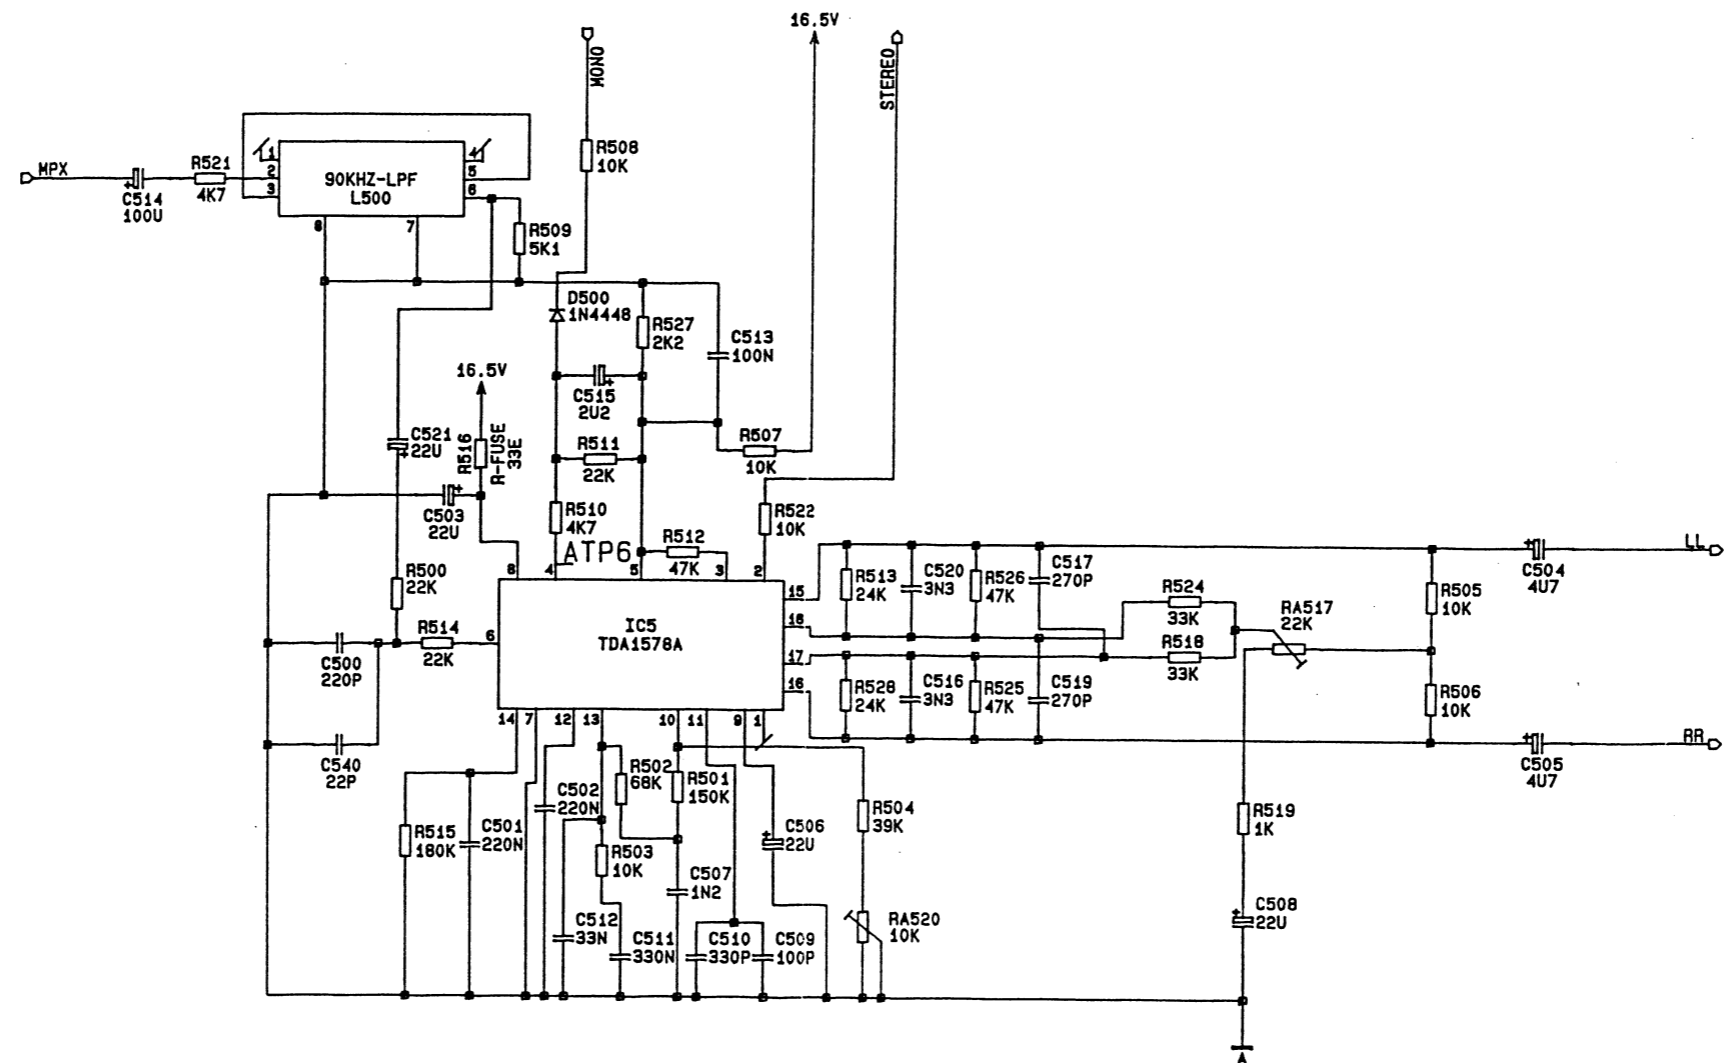 16.5V
MONO
STEREO
MPX
C514
100U
R521
4K7
1
2
3
4
5
6
8
7
90KHZ-LPF
L500
R508
10K
R509
5K1
D500
1N4448
R527
2K2
C513
100N
16.5V
C515
2U2
C521
22U
R516
R-FUSE
33E
R511
22K
R507
10K
C503
22U
R510
4K7
R522
10K
ATP6
R512
47K
8
4
5
3
2
R500
22K
R514
22K
6
C500
220P
C540
22P
IC5
TDA1578A
15
18
17
16
R513
24K
C520
3N3
R526
47K
C517
270P
R524
33K
RA517
22K
R518
33K
R528
24K
C516
3N3
R525
47K
C519
270P
R505
10K
R506
10K
C504
4U7
LL
C505
4U7
RR
14
7
12
13
10
11
9
1
R502
68K
R501
150K
C502
220N
R515
180K
C501
220N
R503
10K
C507
1N2
C506
22U
R504
39K
R519
1K
C512
33N
C511
330N
C510
330P
C509
100P
RA520
10K
C508
22U
A